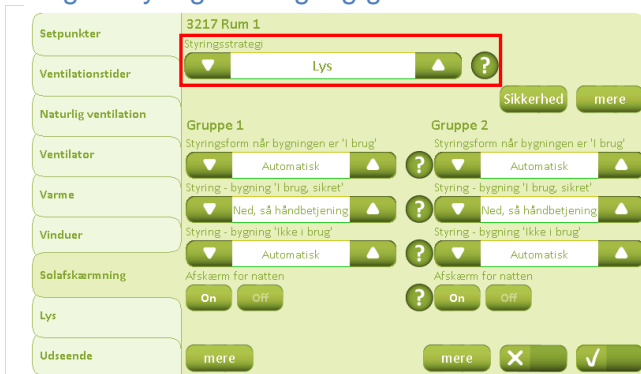 Setpunkter
Ventilationstider
Naturlig ventilation
Ventilator
Varme
Vinduer
Solafskærmning
Lys
Udseende
3217 Rum 1
Styringsstrategi
Lys
?
Sikkerhed
mere
Gruppe 1
Styringsform når bygningen er 'I brug'
Automatisk
?
Styring - bygning 'I brug, sikret'
Ned, så håndbetjening
?
Styring - bygning 'Ikke i brug'
Automatisk
?
Afskærm for natten
On
Off
?
mere
Gruppe 2
Styringsform når bygningen er 'I brug'
Automatisk
Styring - bygning 'I brug, sikret'
Ned, så håndbetjening
Styring - bygning 'Ikke i brug'
Automatisk
Afskærm for natten
On
Off
mere